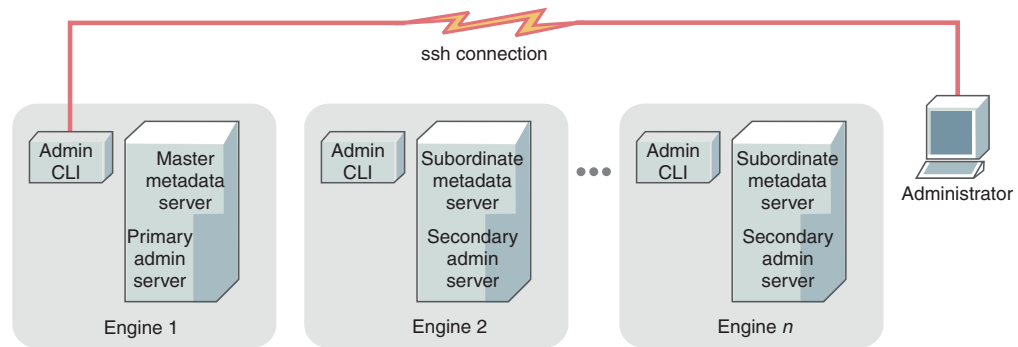 ssh connection
Admin
CLI
Master
metadata
server
Primary
admin
server
Engine 1
Admin
CLI
Subordinate
metadata
server
Secondary
admin
server
Engine 2
Admin
CLI
Subordinate
metadata
server
Secondary
admin
server
Engine n
Administrator